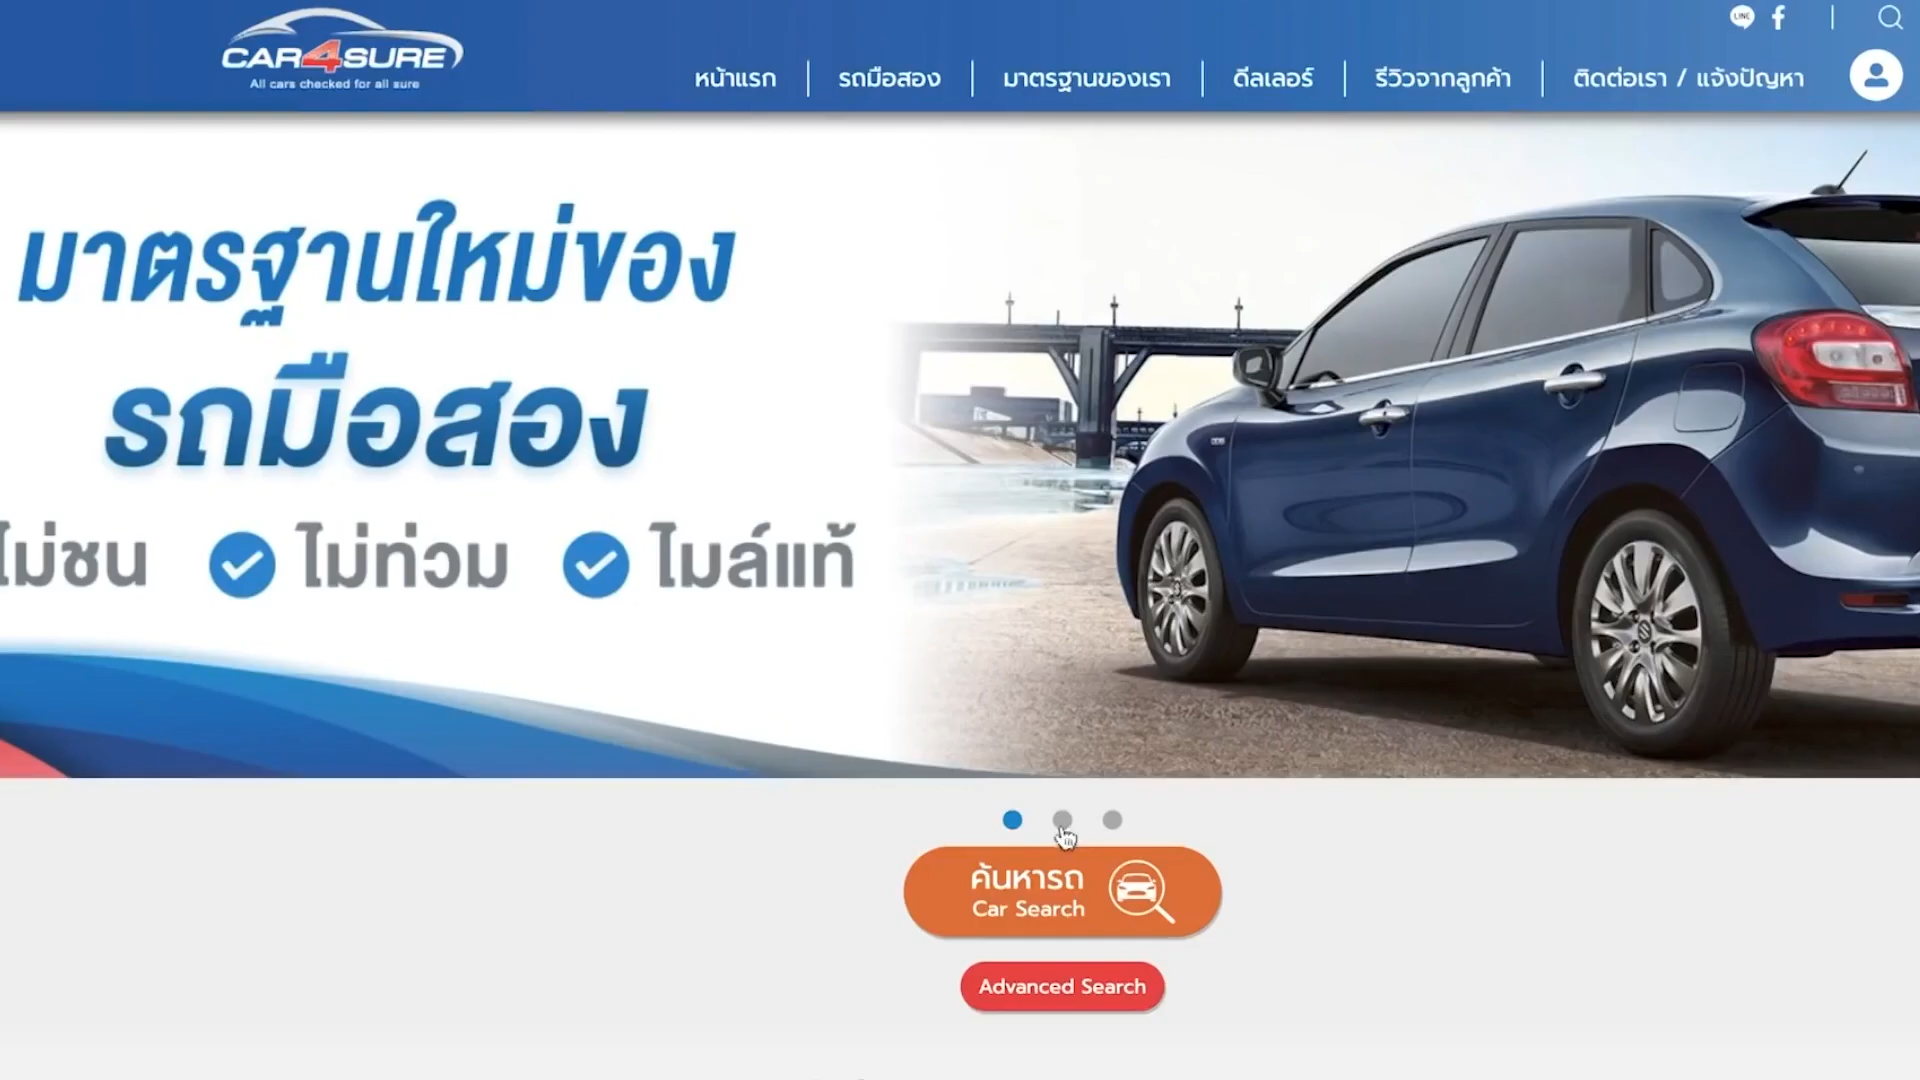 CAR4SURE
All cars checked for all sure
LINE
หน้าแรก
รถมือสอง
มาตรฐานของเรา
ดีลเลอร์
รีวิวจากลูกค้า
ติดต่อเรา / แจ้งปัญหา
มาตรฐานใหม่ของ
รถมือสอง
ไม่ชน ไม่ท่วม ไมล์แท้
ค้นหารถ
Car Search
Advanced Search